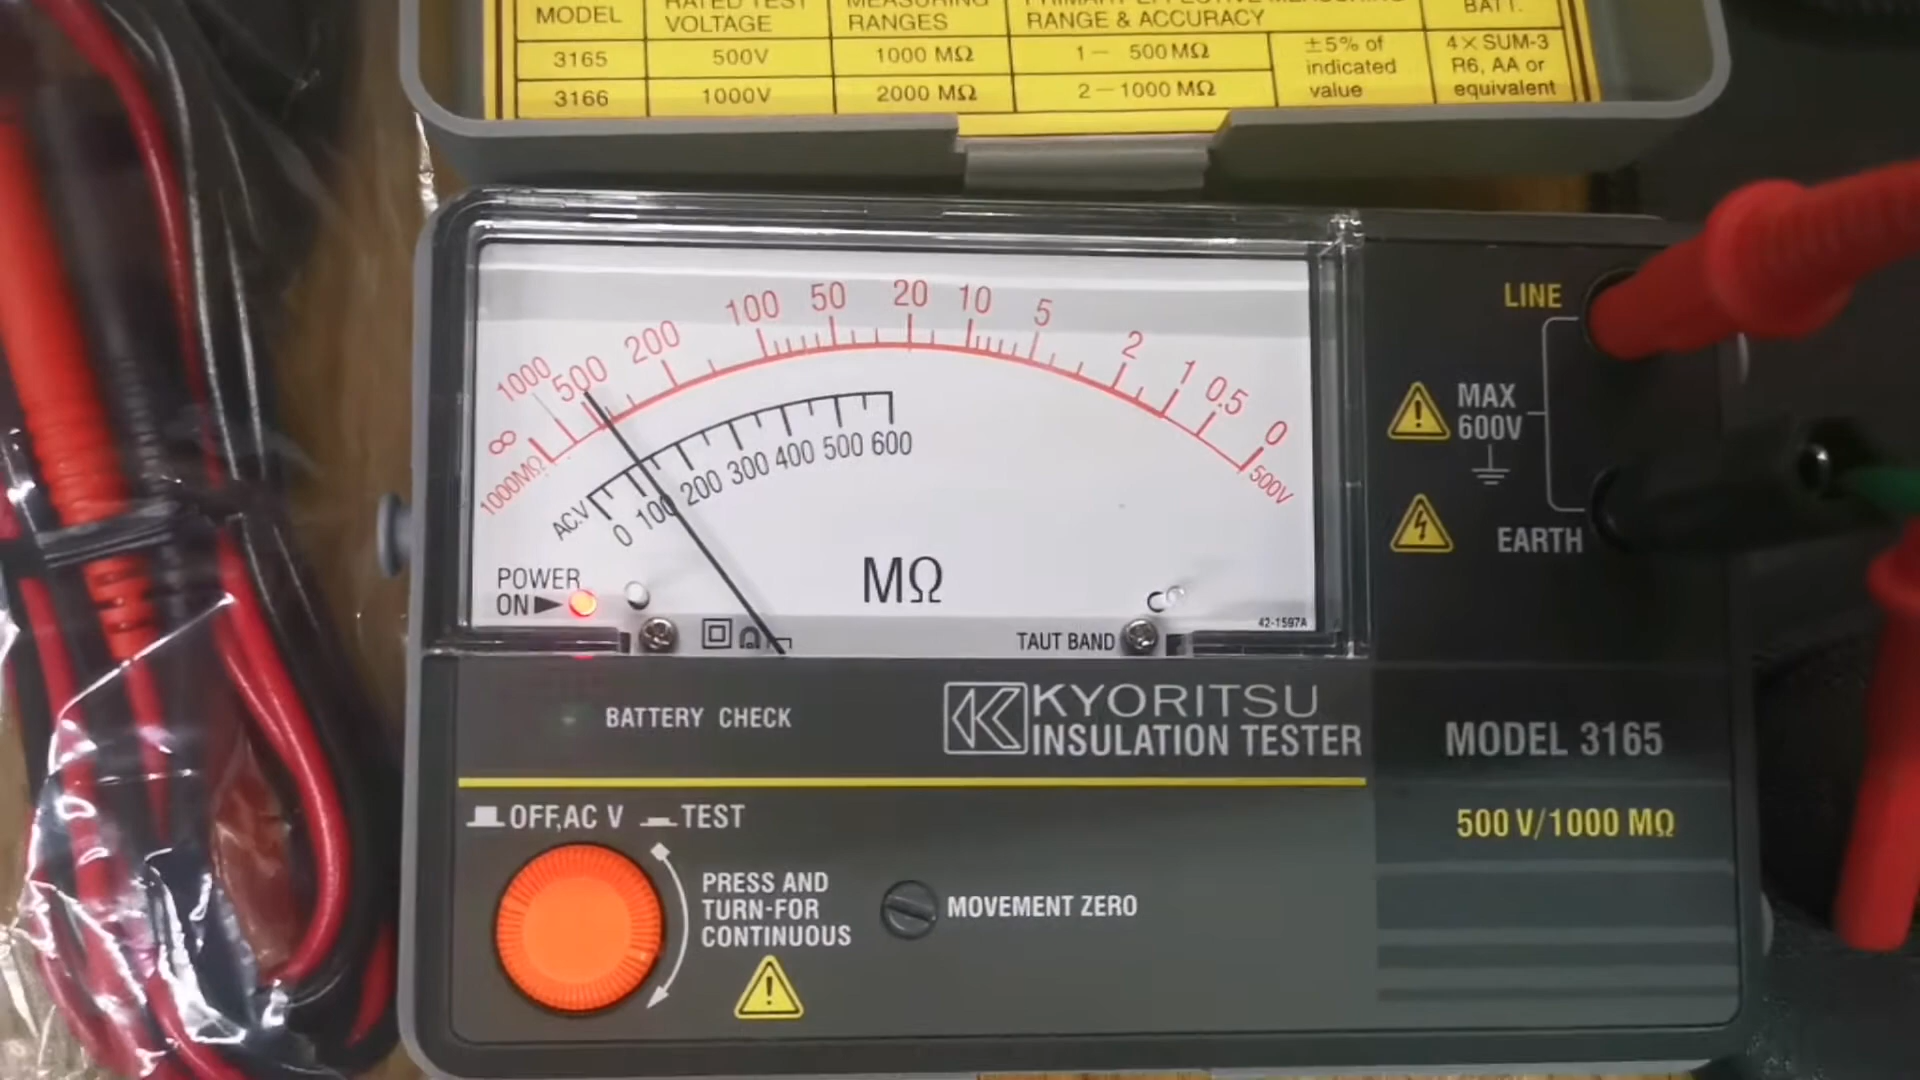 MODEL RATED TEST VOLTAGE MEASURING RANGES RANGE & ACCURACY BATT.
3165 500V 1000 MΩ 1 — 500 MΩ ±5% of indicated value 4×SUM-3 R6, AA or equivalent
3166 1000V 2000 MΩ 2 — 1000 MΩ
∞ 1000 500 200 100 50 20 10 5 2 1 0.5 0
1000MΩ 500V
AC.V 0 100 200 300 400 500 600
POWER
ON
MΩ
TAUT BAND
42-1597A
LINE
MAX
600V
EARTH
BATTERY CHECK
KYORITSU
INSULATION TESTER
MODEL 3165
500 V/1000 MΩ
OFF,AC V TEST
PRESS AND
TURN-FOR
CONTINUOUS
MOVEMENT ZERO